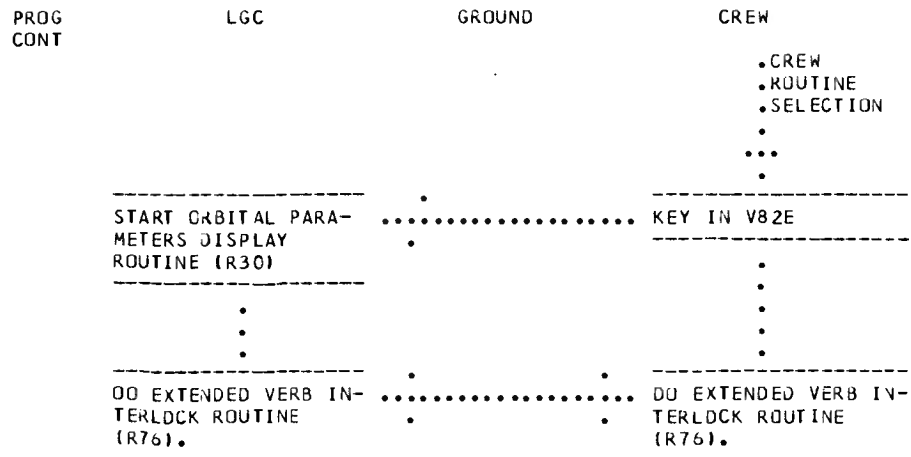 PROG LGC GROUND CREW
CONT
.CREW
.ROUTINE
.SELECTION
START ORBITAL PARA- KEY IN V82E
METERS DISPLAY
ROUTINE (R30)
DO EXTENDED VERB IN- DO EXTENDED VERB IN-
TERLOCK ROUTINE TERLOCK ROUTINE
(R76). (R76).